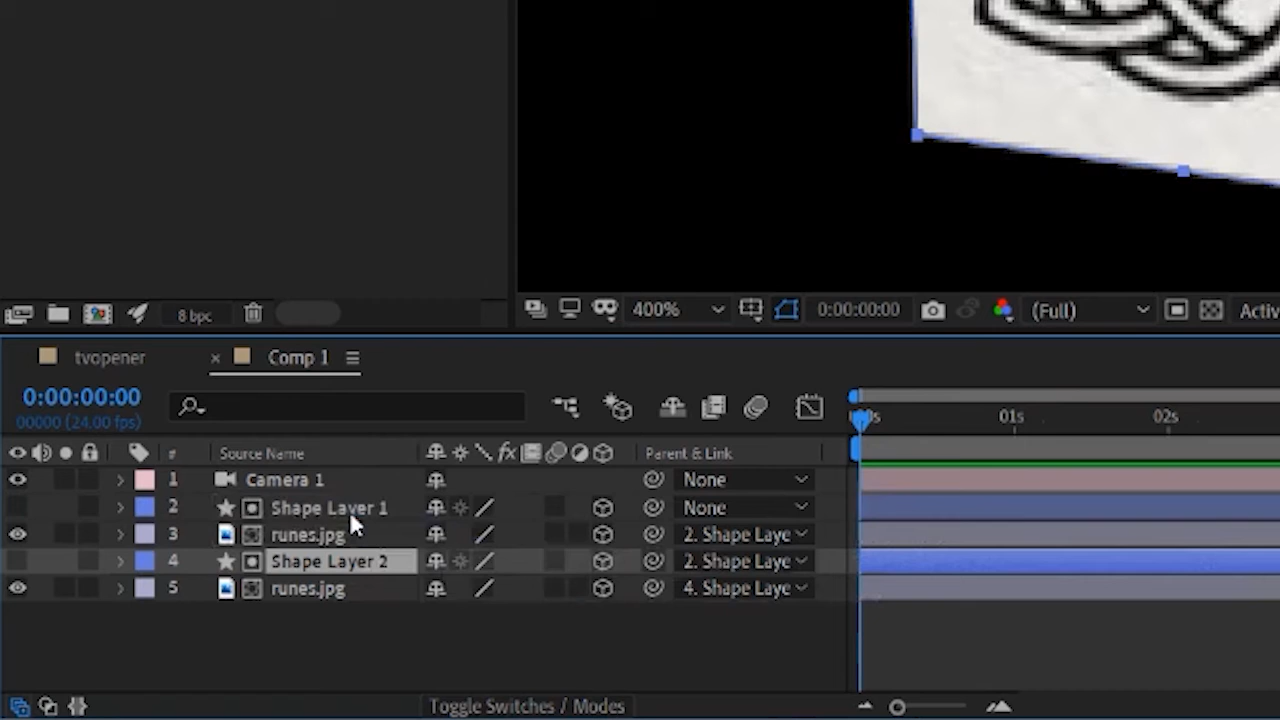 8 bpc
400%
0:00:00:00
(Full)
Activ
tvopener
× Comp 1
0:00:00:00
00000 (24.00 fps)
01s
02s
# Source Name fx Parent & Link
1 Camera 1 None
2 Shape Layer 1 None
3 runes.jpg 2. Shape Laye
4 Shape Layer 2 2. Shape Laye
5 runes.jpg 4. Shape Laye
Toggle Switches / Modes